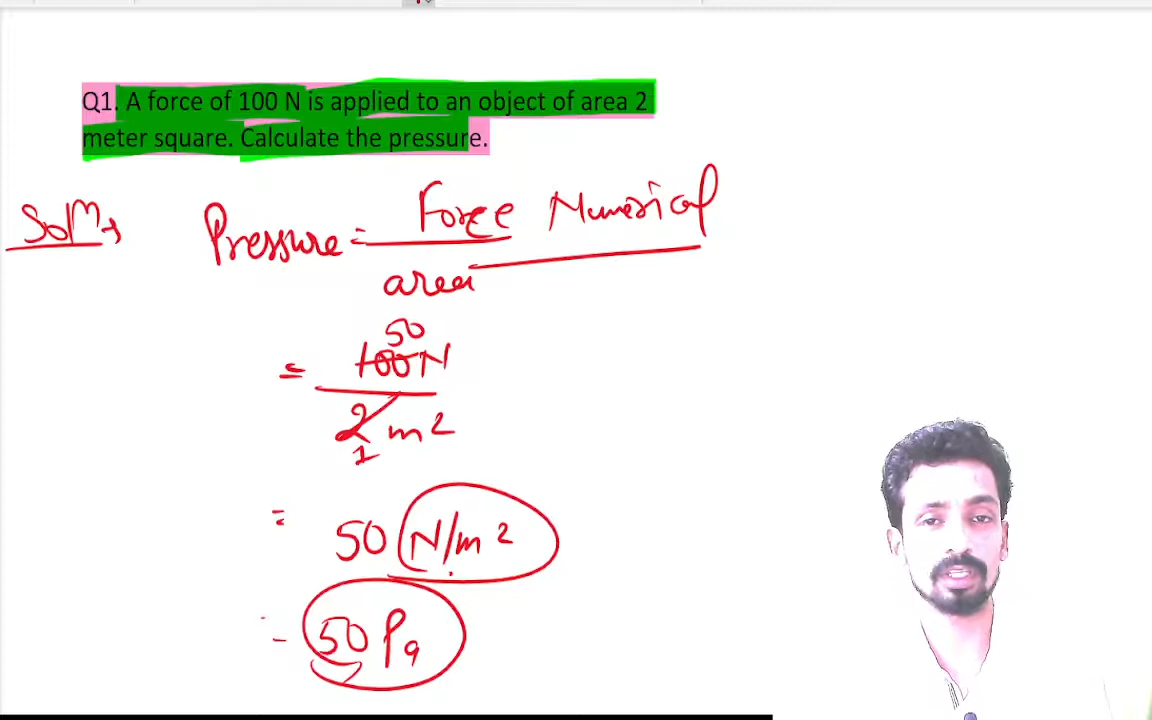 Q1. A force of 100 N is applied to an object of area 2
meter square. Calculate the pressure.
Soln
Pressure = Force Numerical
area
50
= 100N
2 m2
1
= 50 N/m2
= 50 Pa